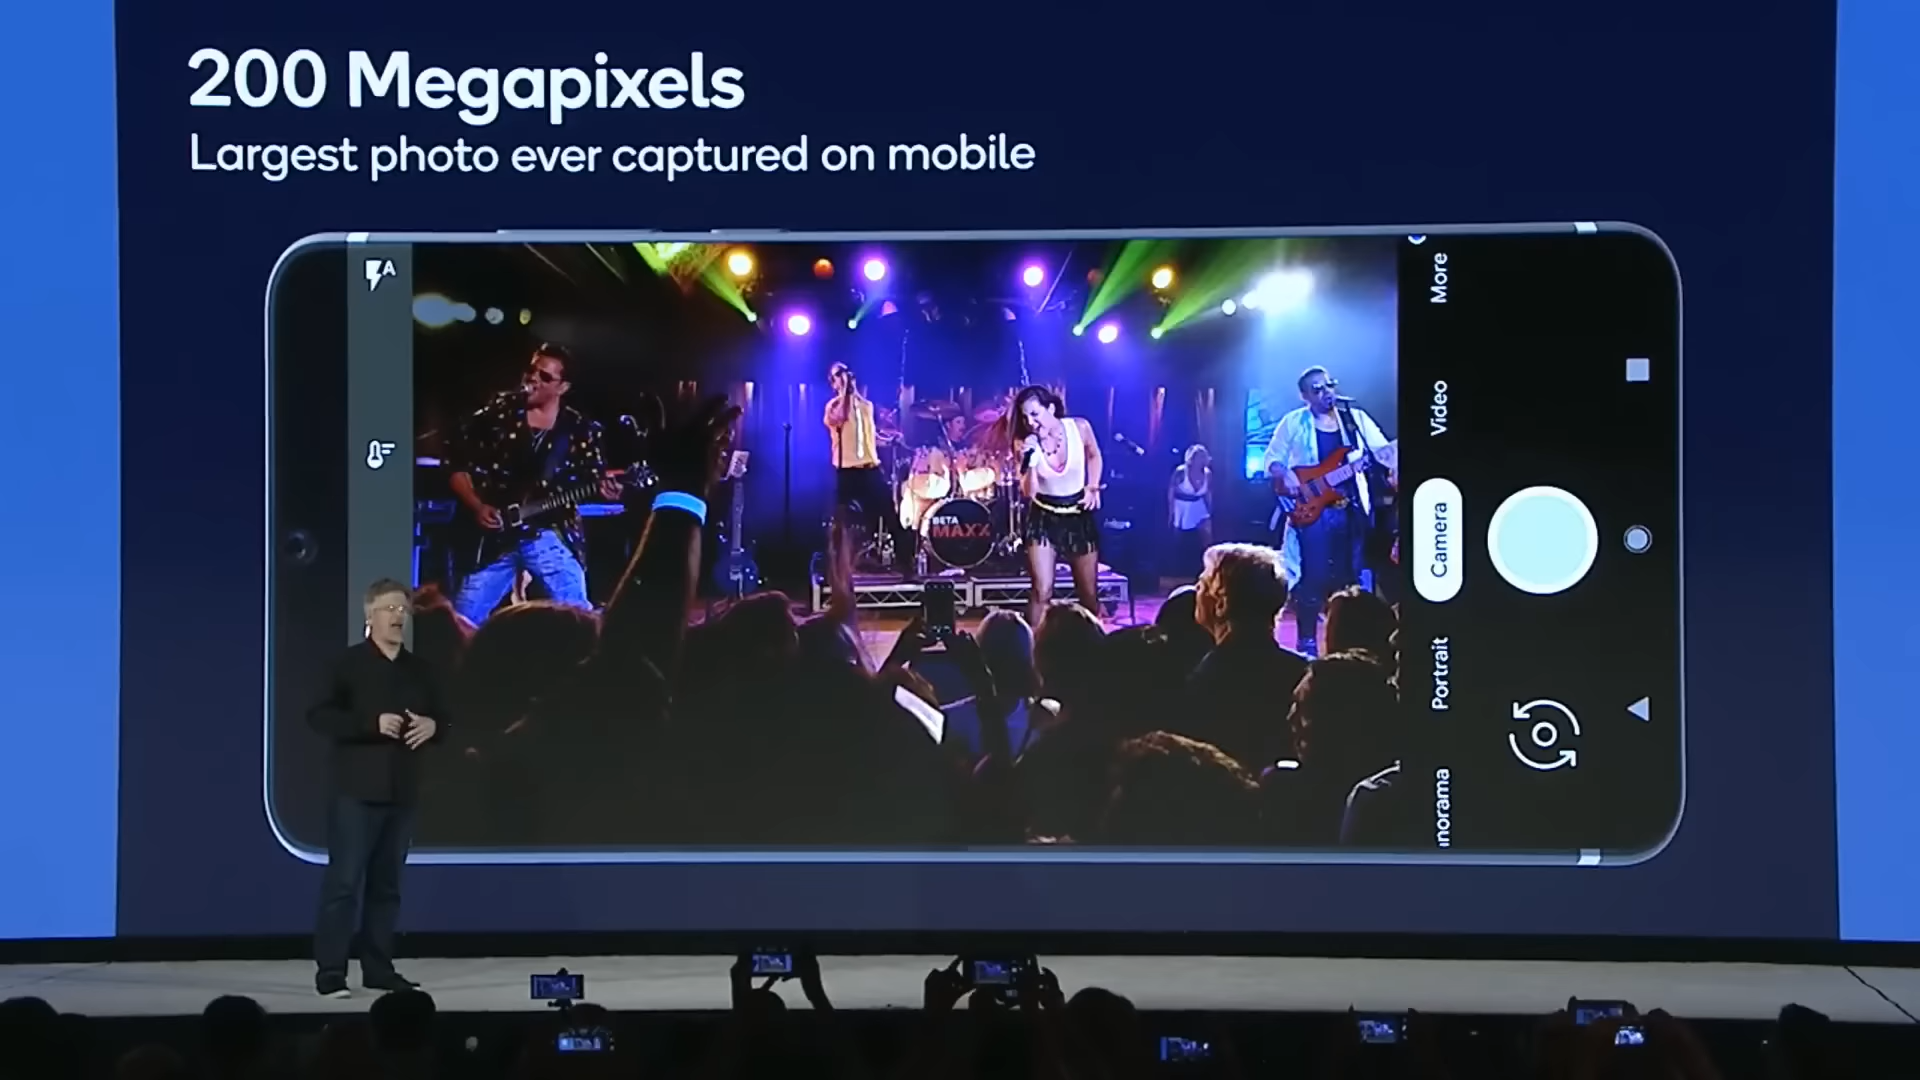 200 Megapixels
Largest photo ever captured on mobile
A
More
Video
Camera
Portrait
norama
BETA
MAXX